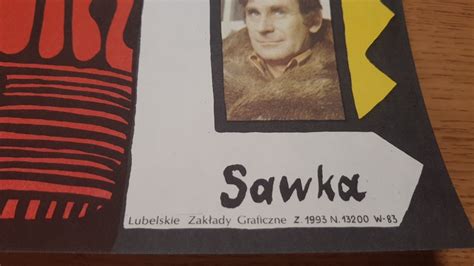 Sawka
Lubelskie Zakłady Graficzne Z. 1993 N. 13200 W-83